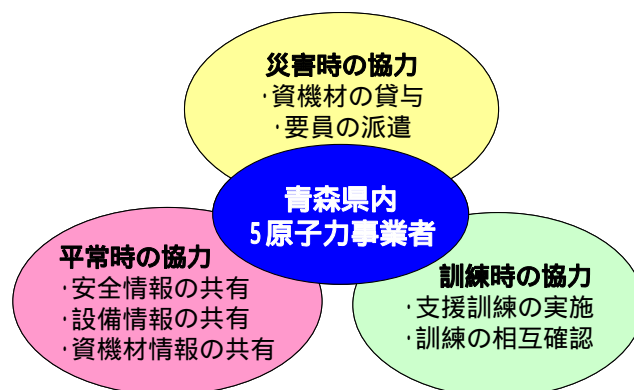 災害時の協力
･資機材の貸与
･要員の派遣
青森県内
5原子力事業者
平常時の協力
･安全情報の共有
･設備情報の共有
･資機材情報の共有
訓練時の協力
･支援訓練の実施
･訓練の相互確認